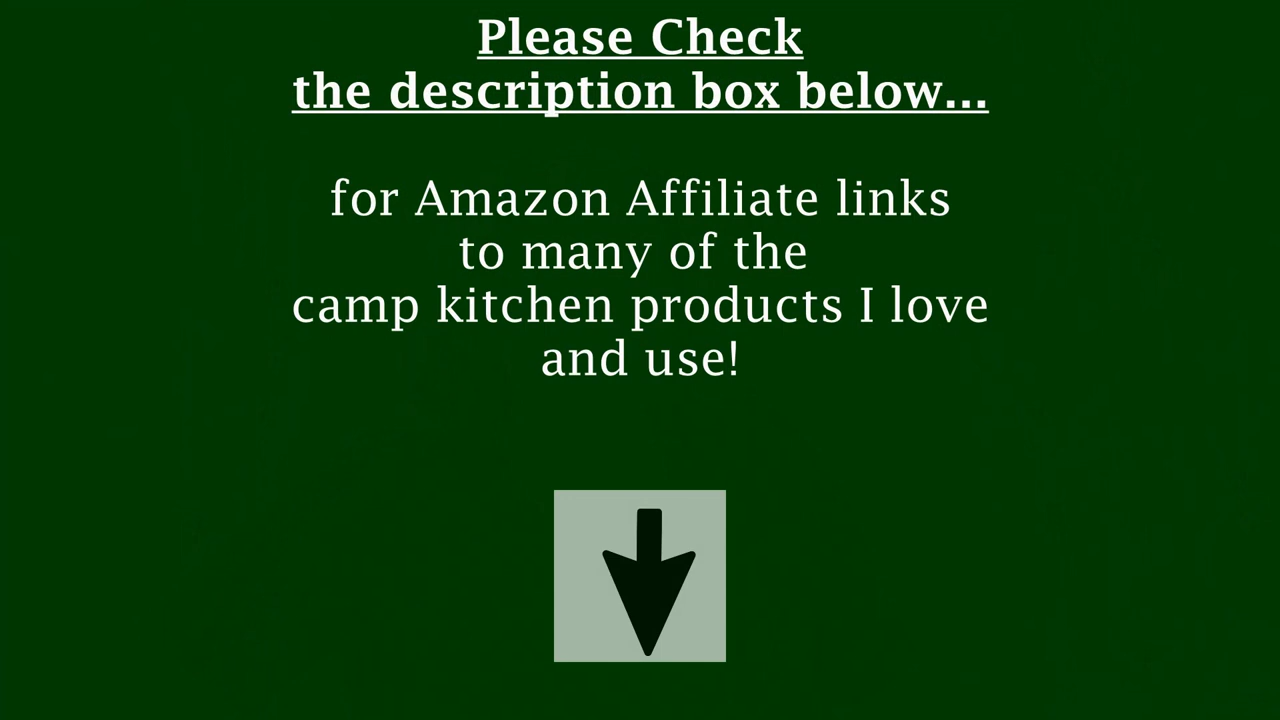 Please Check
the description box below...
for Amazon Affiliate links
to many of the
camp kitchen products I love
and use!